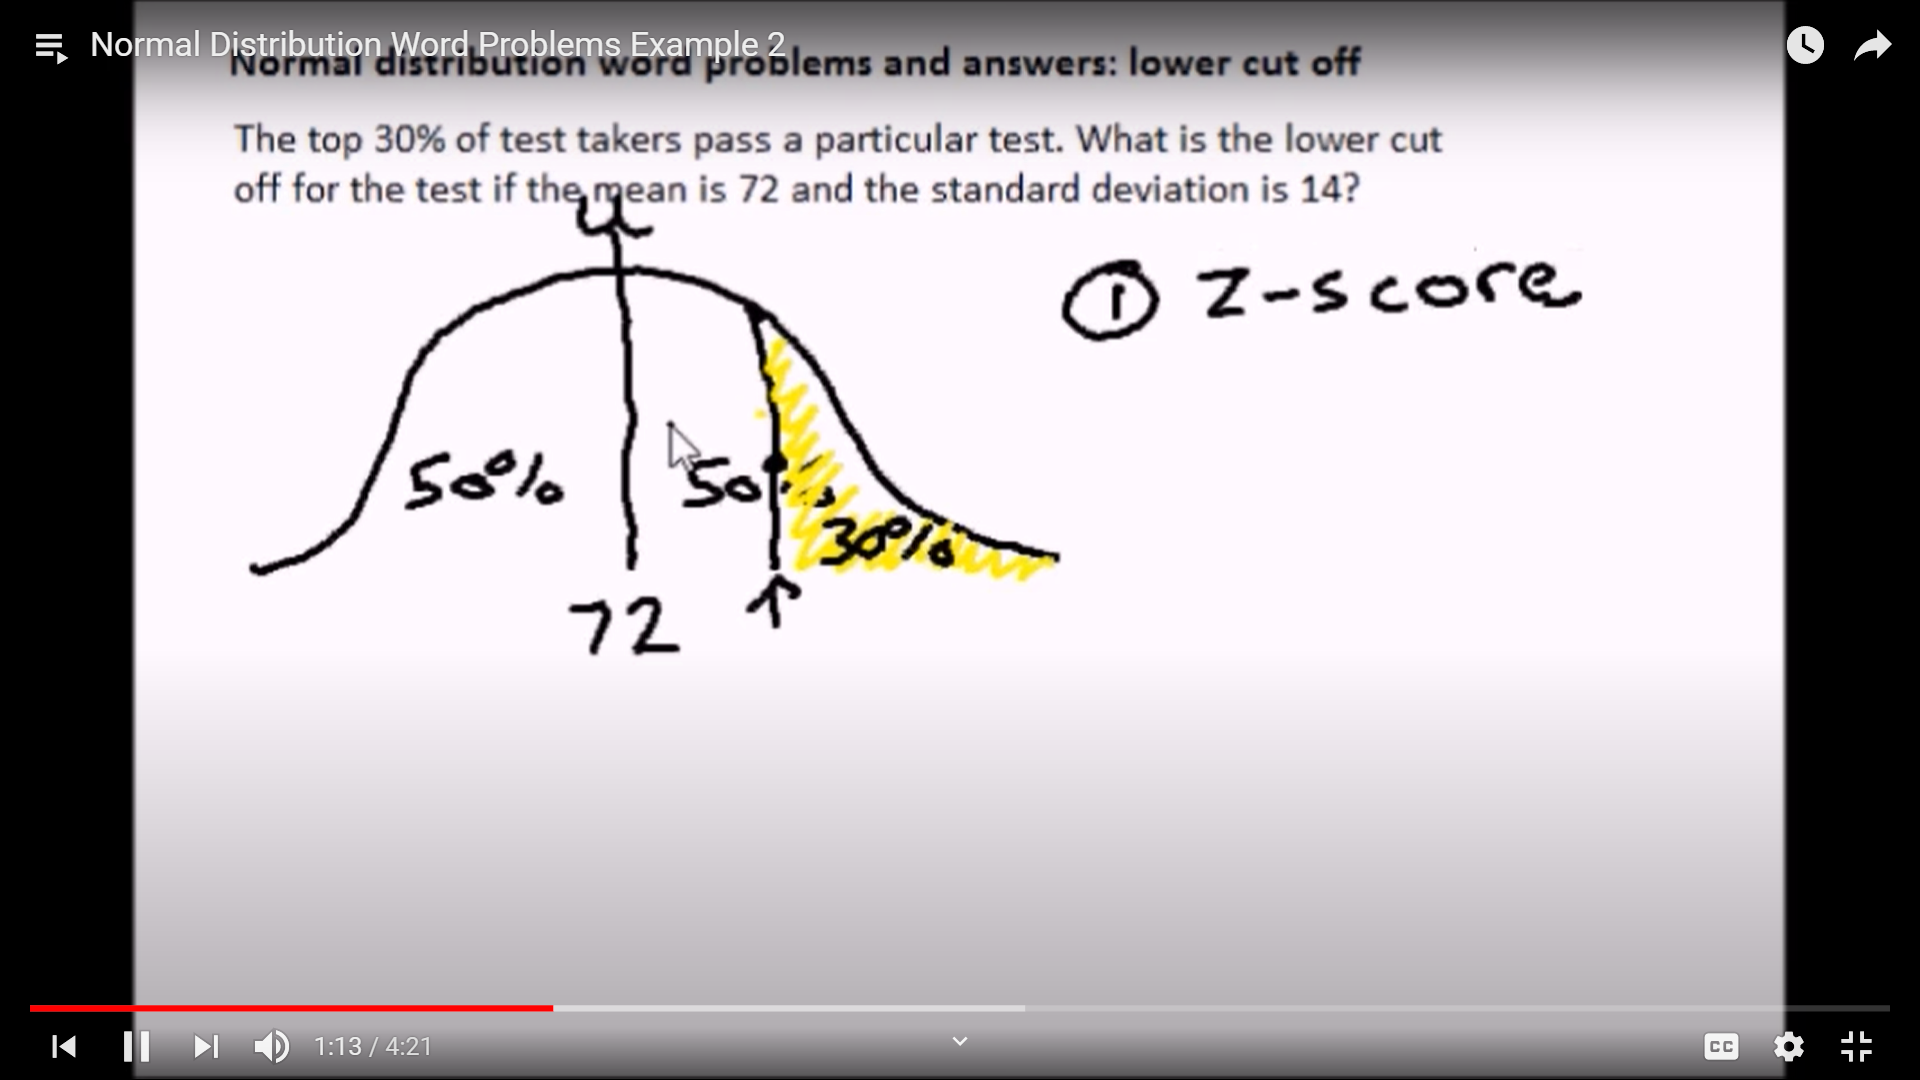 Normal Distribution Word Problems Example 2
Normal distribution word problems and answers: lower cut off
The top 30% of test takers pass a particular test. What is the lower cut
off for the test if the mean is 72 and the standard deviation is 14?
μ
① Z-score
50%
50%
30%
72
1:13 / 4:21
CC